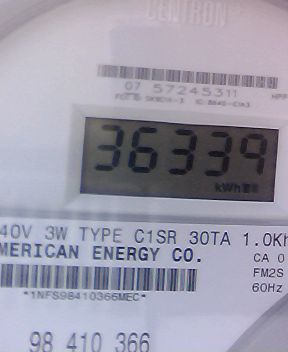 CENTRON
07 57245311
36339
kWh
40V 3W TYPE C1SR 30TA 1.0Kh
MERICAN ENERGY CO.
CA 0
FM2S
60Hz
*1NFS98410366MEC*
98 410 366